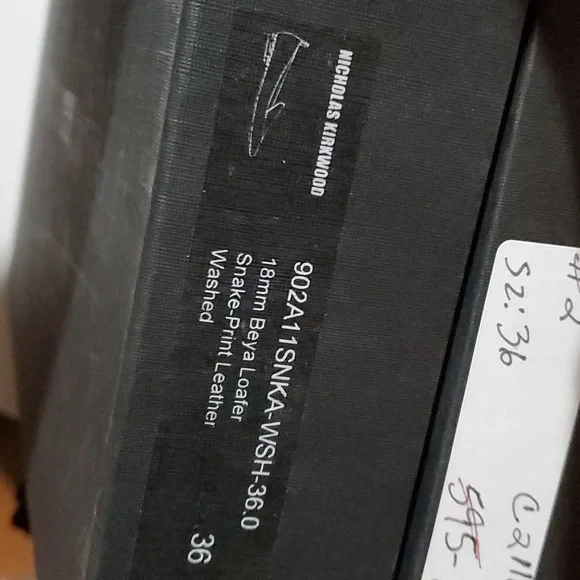 NICHOLAS KIRKWOOD
902A11SNKA-WSH-36.0
18mm Beya Loafer
Snake-Print Leather
Washed
36
SZ: 36
595-